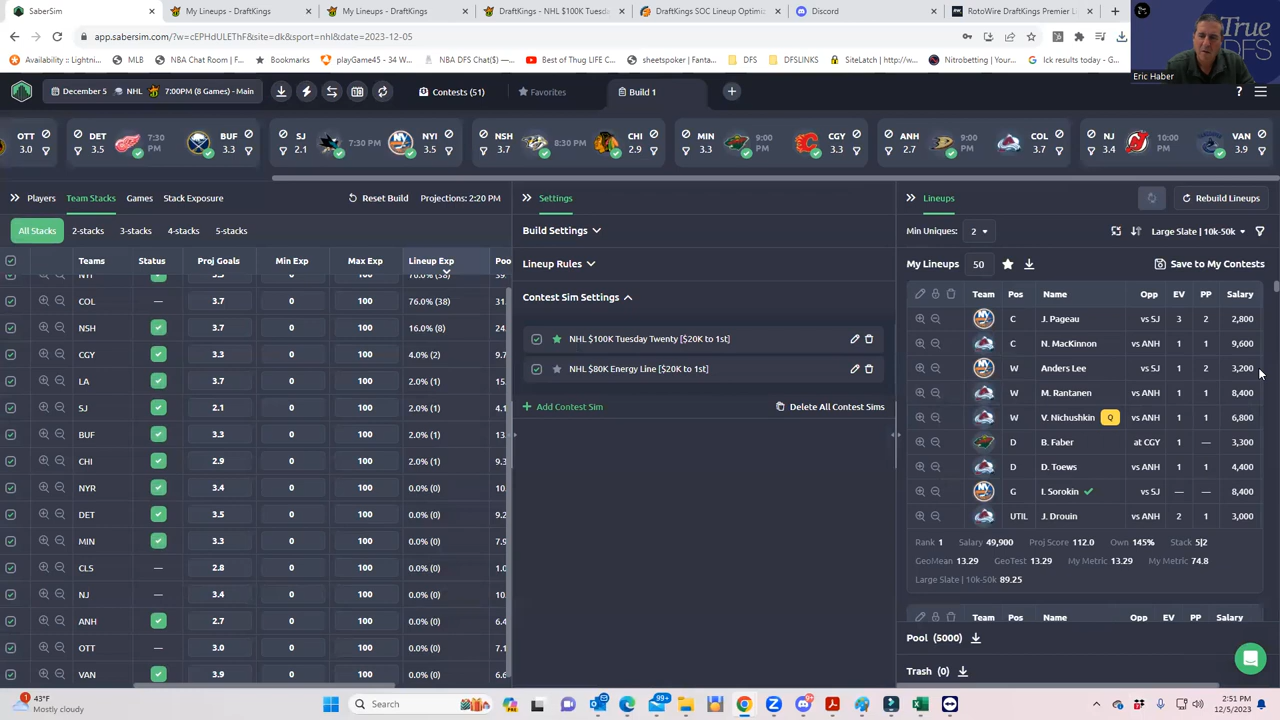 SaberSim
My Lineups - DraftKings
My Lineups - DraftKings
DraftKings - NHL $100K Tuesda
DraftKings SOC Lineup Optimiz
Discord
RotoWire DraftKings Premier Li
True
DFS
Eric Haber
app.sabersim.com/?w=cEPHdULEThF&site=dk&sport=nhl&date=2023-12-05
Availability :: Lightnin...
MLB
NBA Chat Room | Fr...
Bookmarks
playGame45 - 34 W...
NBA DFS Chat($) —...
Best of Thug LIFE C...
sheetspoker | Fanta...
DFS
DFSLINKS
SiteLatch | http://w...
Nitrobetting | Your...
Ick results today - G...
December 5
NHL
7:00PM (8 Games) - Main
Contests (51)
Favorites
Build 1
?
OTT 3.0
DET 3.5 7:30 PM BUF 3.3
SJ 2.1 7:30 PM NYI 3.5
NSH 3.7 8:30 PM CHI 2.9
MIN 3.3 9:00 PM CGY 3.3
ANH 2.7 9:00 PM COL 3.7
NJ 3.4 10:00 PM VAN 3.9
Players Team Stacks Games Stack Exposure Reset Build Projections: 2:20 PM
All Stacks 2-stacks 3-stacks 4-stacks 5-stacks
Teams Status Proj Goals Min Exp Max Exp Lineup Exp Poo
NYI 76.0% (38)
COL — 3.7 0 100 76.0% (38) 31.
NSH 3.7 0 100 16.0% (8)
CGY 3.3 0 100 4.0% (2)
LA 3.7 0 100 2.0% (1) 15.
SJ 2.1 0 100 2.0% (1) 4.1
BUF 3.3 0 100 2.0% (1) 13.
CHI 2.9 0 100 2.0% (1) 9.3
NYR 3.4 0 100 0.0% (0) 10.
DET 3.5 0 100 0.0% (0) 9.2
MIN 3.3 0 100 0.0% (0) 7.9
CLS — 2.8 0 100 0.0% (0) 1.0
NJ — 3.4 0 100 0.0% (0) 10.
ANH 2.7 0 100 0.0% (0) 6.4
OTT — 3.0 0 100 0.0% (0) 7.1
VAN 3.9 0 100 0.0% (0) 6.6
Settings
Build Settings
Lineup Rules
Contest Sim Settings
NHL $100K Tuesday Twenty [$20K to 1st]
NHL $80K Energy Line [$20K to 1st]
Add Contest Sim
Delete All Contest Sims
Lineups
Rebuild Lineups
Min Uniques: 2
Large Slate | 10k-50k
My Lineups 50
Save to My Contests
Team Pos Name Opp EV PP Salary
C J. Pageau vs SJ 3 2 2,800
C N. MacKinnon vs ANH 1 1 9,600
W Anders Lee vs SJ 1 2 3,200
W M. Rantanen vs ANH 1 1 8,400
W V. Nichushkin Q vs ANH 1 1 6,800
D B. Faber at CGY 1 — 3,300
D D. Toews vs ANH 1 1 4,400
G I. Sorokin vs SJ — — 8,400
UTIL J. Drouin vs ANH 2 1 3,000
Rank 1 Salary 49,900 Proj Score 112.0 Own 145% Stack 5|2
GeoMean 13.29 GeoTest 13.29 My Metric 13.29 My Metric 74.8
Large Slate | 10k-50k 89.25
Team Pos Name Opp EV PP Salary
Pool (5000)
Trash (0)
1
43°F
Mostly cloudy
Search
99+
2:51 PM
12/5/2023